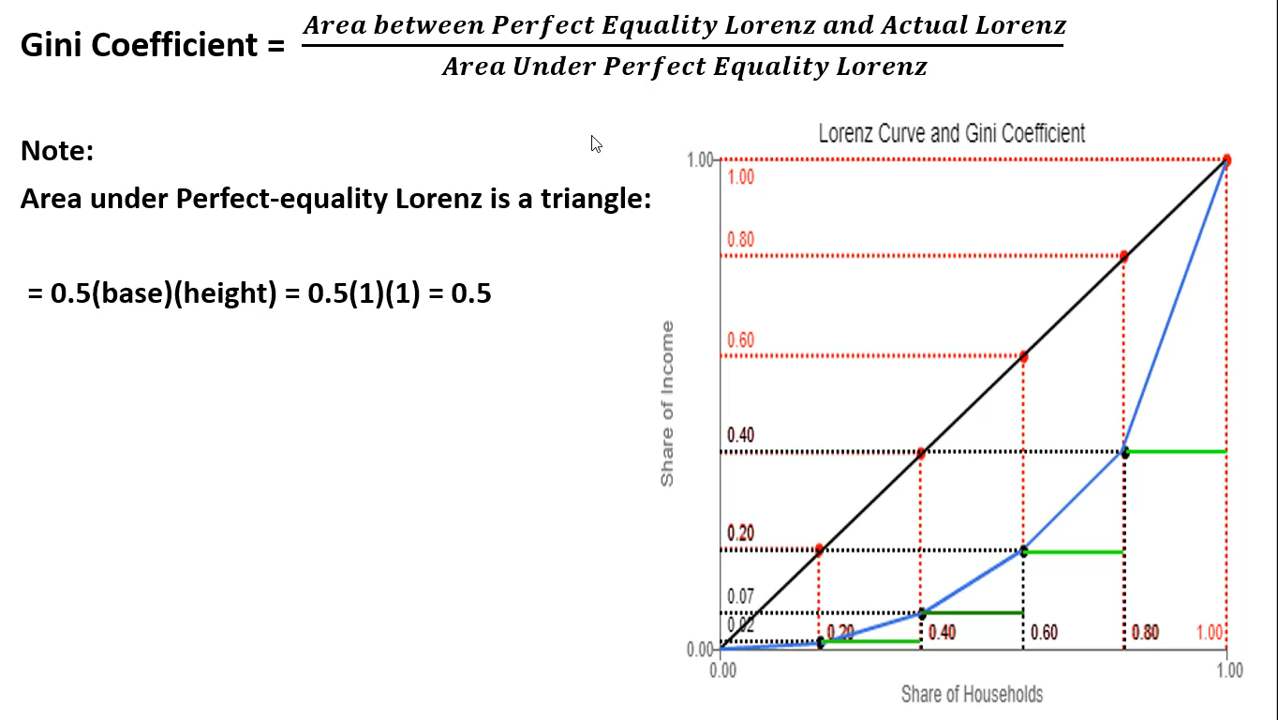 Gini Coefficient = Area between Perfect Equality Lorenz and Actual Lorenz
Area Under Perfect Equality Lorenz
Note:
Area under Perfect-equality Lorenz is a triangle:
= 0.5(base)(height) = 0.5(1)(1) = 0.5
Lorenz Curve and Gini Coefficient
1.00
1.00
0.80
0.60
Share of Income
0.40
0.20
0.07
0.02
0.20 0.40 0.60 0.80 1.00
0.00
0.00 1.00
Share of Households